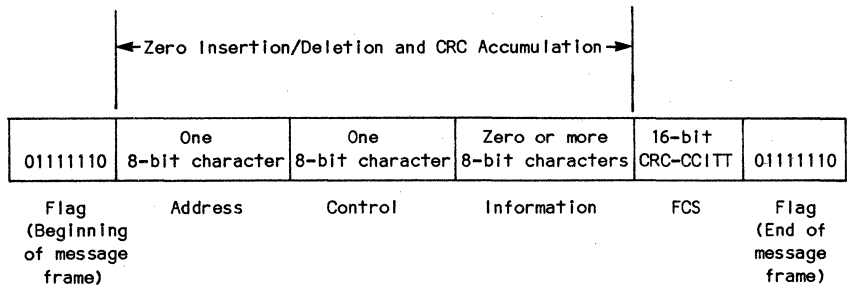 Zero Insertion/Deletion and CRC Accumulation
One One Zero or more 16-bit
01111110 8-bit character 8-bit character 8-bit characters CRC-CCITT 01111110
Flag Address Control Information FCS Flag
(Beginning (End of
of message message
frame) frame)